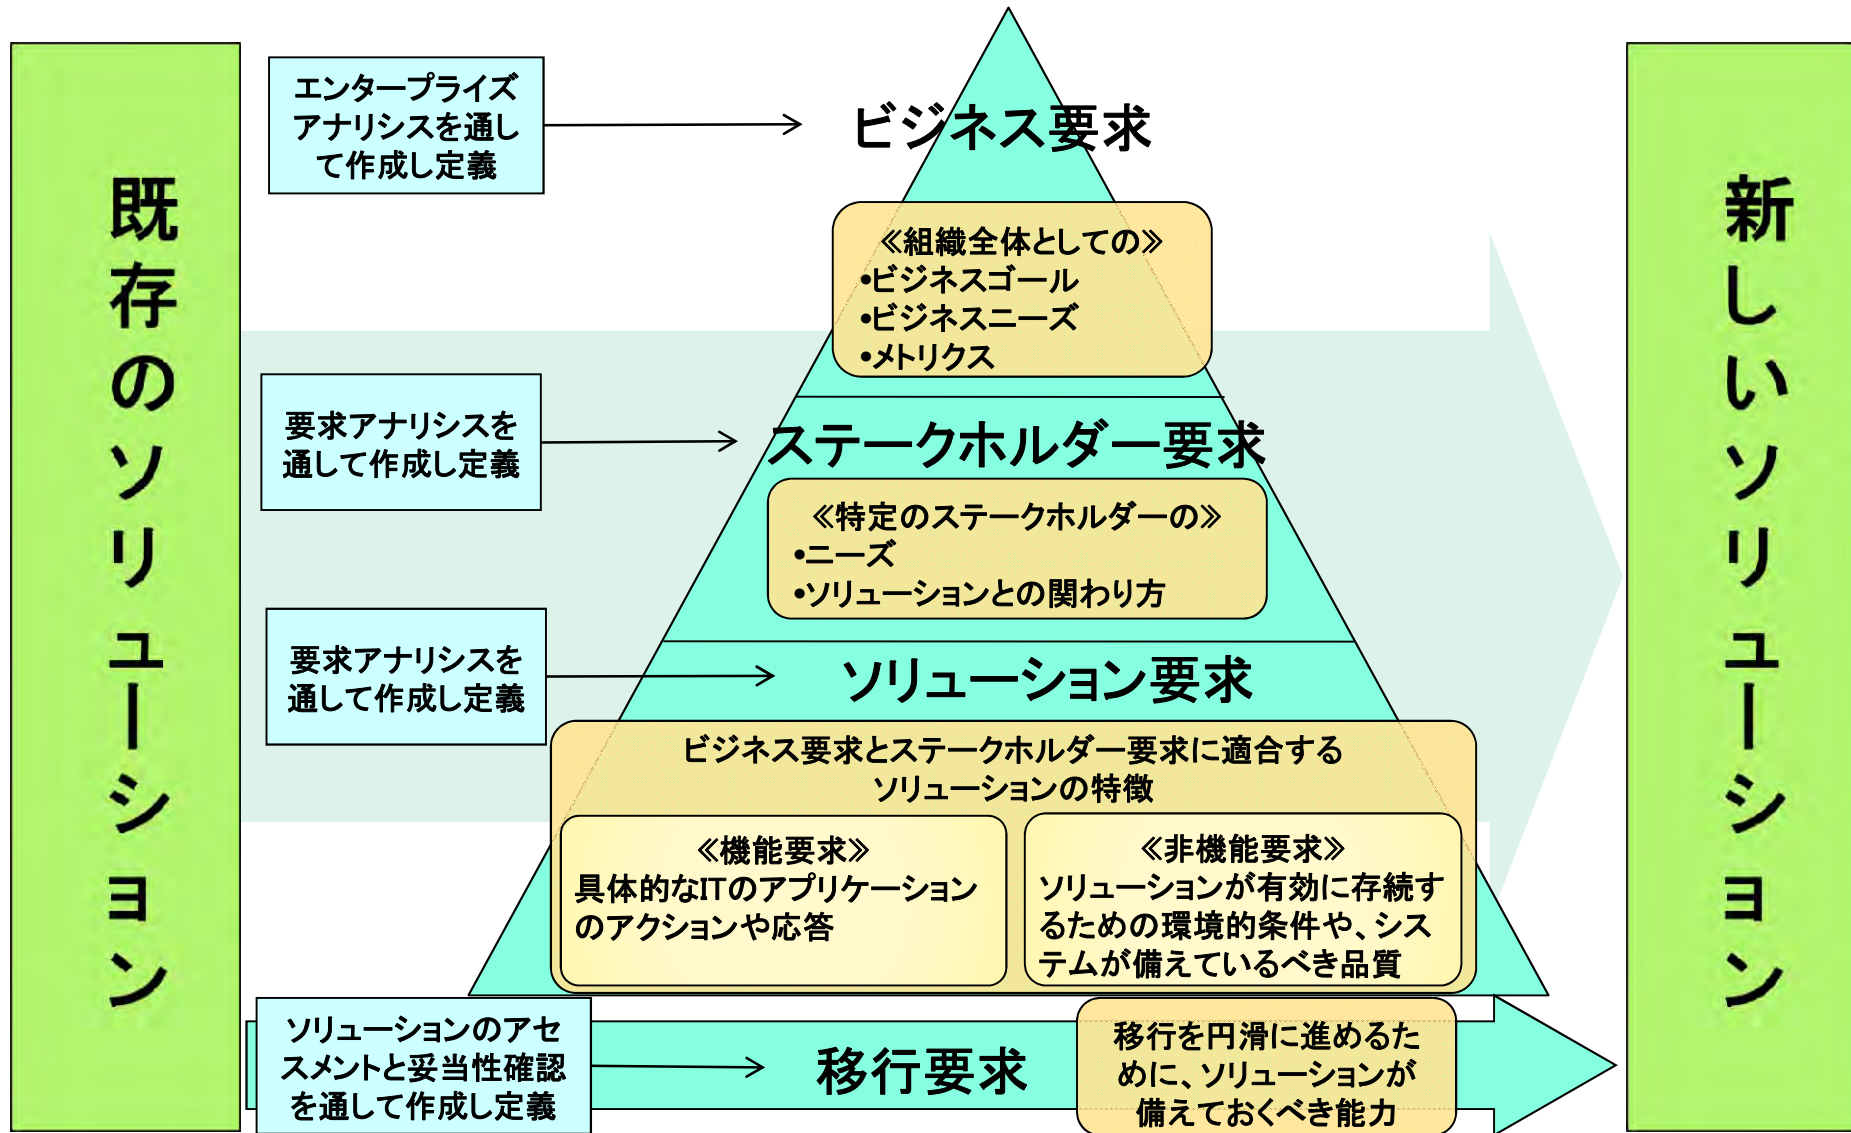 既存のソリューション
エンタープライズ
アナリシスを通し
て作成し定義
ビジネス要求
≪組織全体としての≫
•ビジネスゴール
•ビジネスニーズ
•メトリクス
要求アナリシスを
通して作成し定義
ステークホルダー要求
≪特定のステークホルダーの≫
•ニーズ
•ソリューションとの関わり方
要求アナリシスを
通して作成し定義
ソリューション要求
ビジネス要求とステークホルダー要求に適合する
ソリューションの特徴
≪機能要求≫
具体的なITのアプリケーション
のアクションや応答
≪非機能要求≫
ソリューションが有効に存続す
るための環境的条件や、シス
テムが備えているべき品質
ソリューションのアセ
スメントと妥当性確認
を通して作成し定義
移行要求
移行を円滑に進めるた
めに、ソリューションが
備えておくべき能力
新しいソリューション